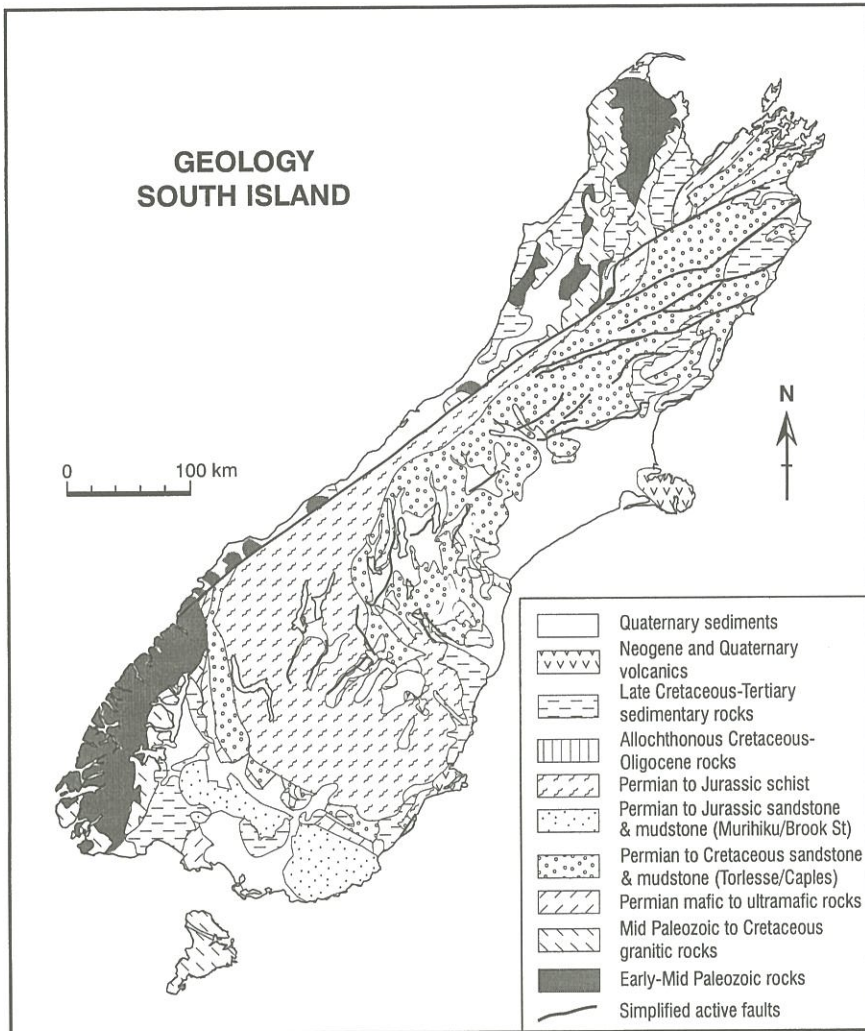 GEOLOGY
SOUTH ISLAND
N
0
100 km
Quaternary sediments
Neogene and Quaternary
volcanics
Late Cretaceous-Tertiary
sedimentary rocks
Allochthonous Cretaceous-
Oligocene rocks
Permian to Jurassic schist
Permian to Jurassic sandstone
& mudstone (Murihiku/Brook St)
Permian to Cretaceous sandstone
& mudstone (Torlesse/Caples)
Permian mafic to ultramafic rocks
Mid Paleozoic to Cretaceous
granitic rocks
Early-Mid Paleozoic rocks
Simplified active faults